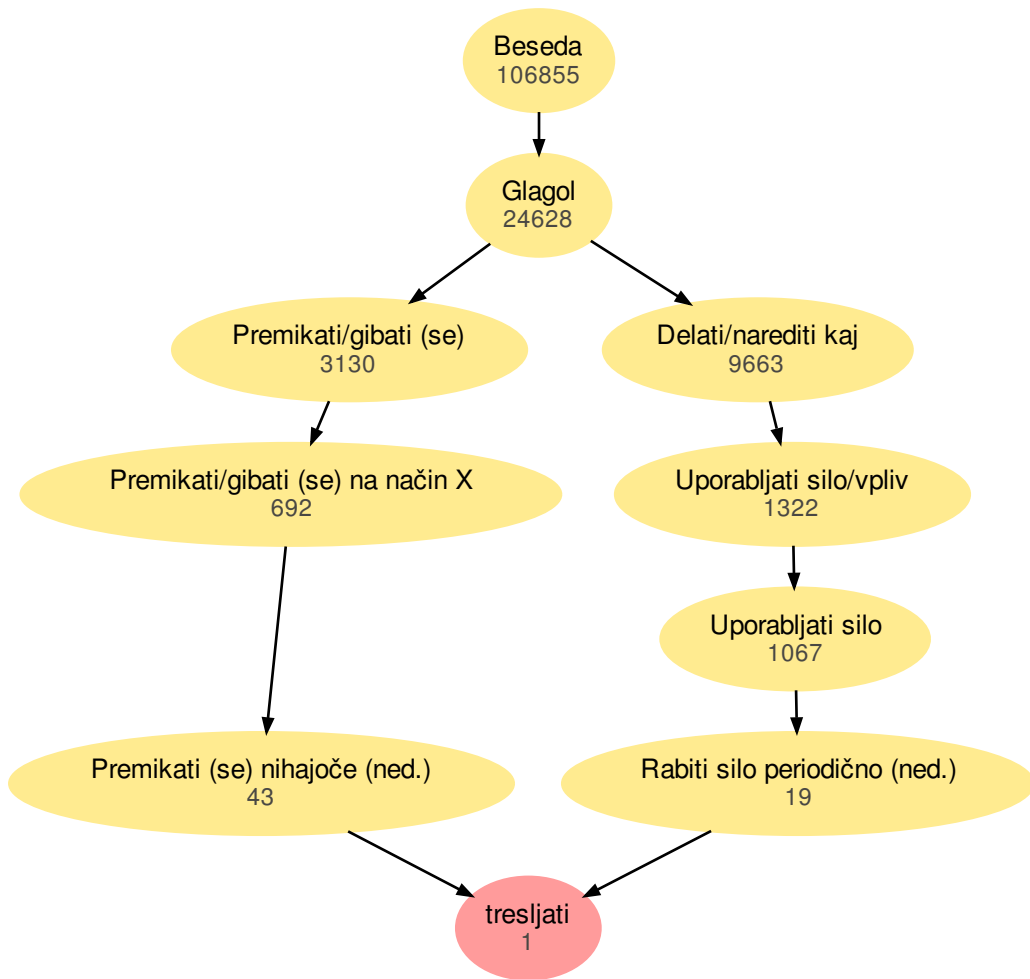 Beseda
106855
Glagol
24628
Premikati/gibati (se)
3130
Delati/narediti kaj
9663
Premikati/gibati (se) na način X
692
Uporabljati silo/vpliv
1322
Uporabljati silo
1067
Premikati (se) nihajoče (ned.)
43
Rabiti silo periodično (ned.)
19
tresljati
1